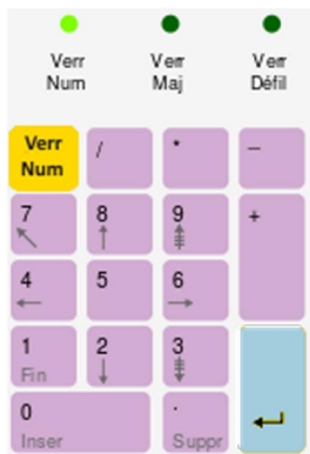 Verr Num
Verr Maj
Verr Défil
Verr Num
/
*
–
7
8
9
+
4
5
6
1
Fin
2
3
0
Inser
.
Suppr